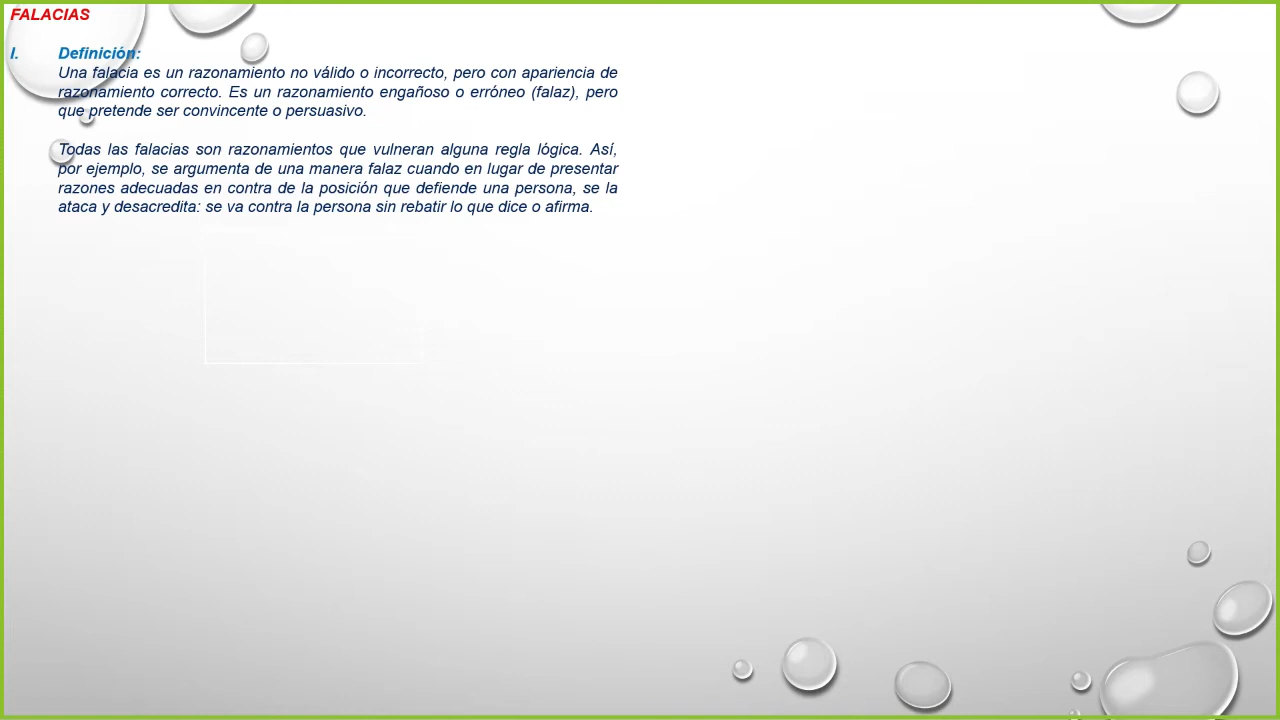 FALACIAS
I. Definición:
Una falacia es un razonamiento no válido o incorrecto, pero con apariencia de
razonamiento correcto. Es un razonamiento engañoso o erróneo (falaz), pero
que pretende ser convincente o persuasivo.
Todas las falacias son razonamientos que vulneran alguna regla lógica. Así,
por ejemplo, se argumenta de una manera falaz cuando en lugar de presentar
razones adecuadas en contra de la posición que defiende una persona, se la
ataca y desacredita: se va contra la persona sin rebatir lo que dice o afirma.